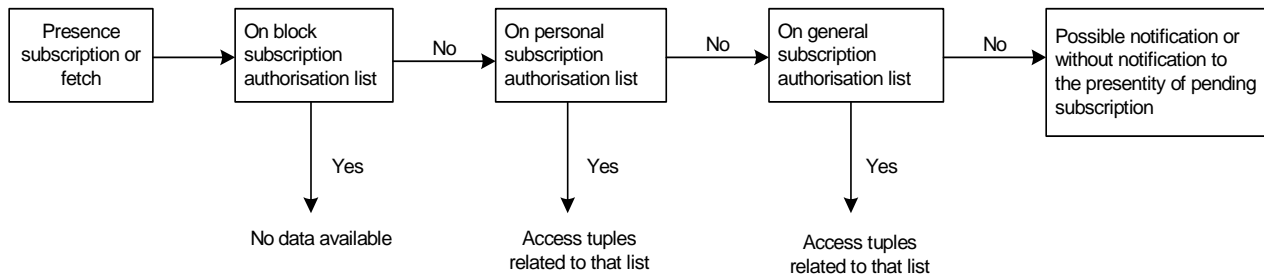 Presence
subscription or
fetch
On block
subscription
authorisation list
No
On personal
subscription
authorisation list
No
On general
subscription
authorisation list
No
Possible notification or
without notification to
the presentity of pending
subscription
Yes
Yes
Yes
No data available
Access tuples
related to that list
Access tuples
related to that list